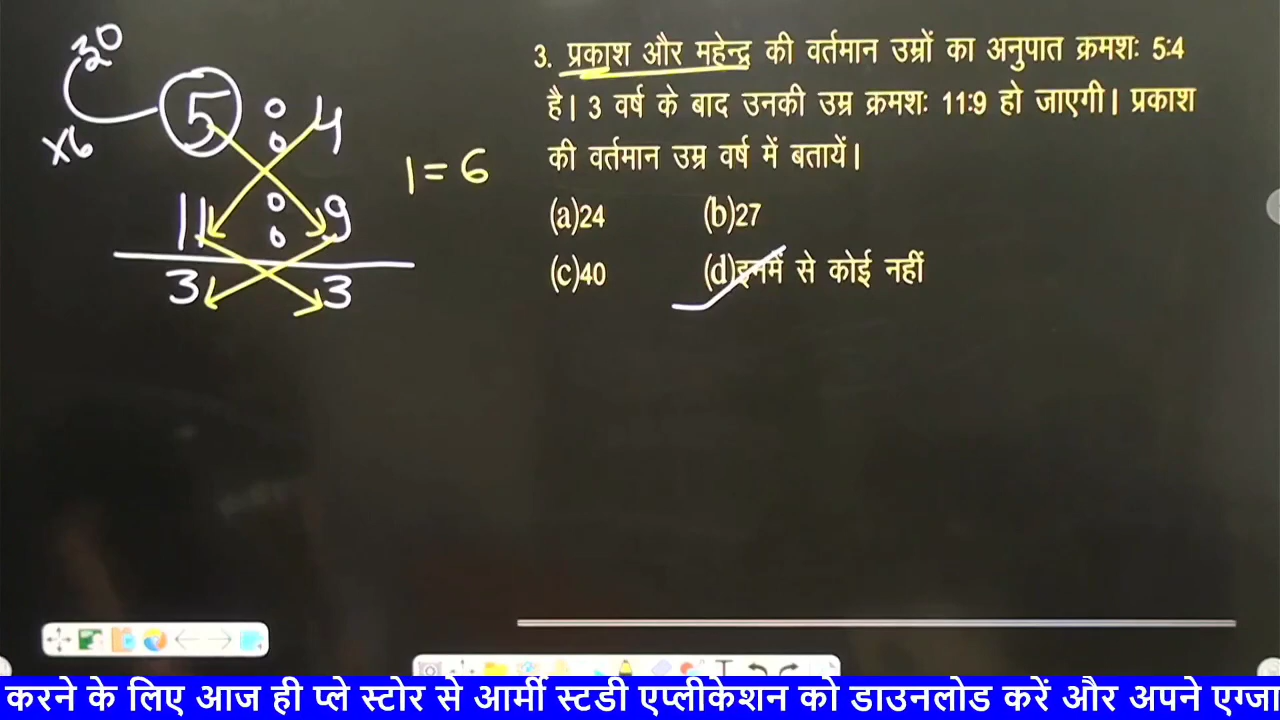 30
×6
5 : 4
11 : 9
3 3
1 = 6
3. प्रकाश और महेन्द्र की वर्तमान उम्रों का अनुपात क्रमशः 5:4
है। 3 वर्ष के बाद उनकी उम्र क्रमशः 11:9 हो जाएगी। प्रकाश
की वर्तमान उम्र वर्ष में बतायें।
(a)24 (b)27
(c)40 (d)इनमें से कोई नहीं
करने के लिए आज ही प्ले स्टोर से आर्मी स्टडी एप्लीकेशन को डाउनलोड करें और अपने एग्जा